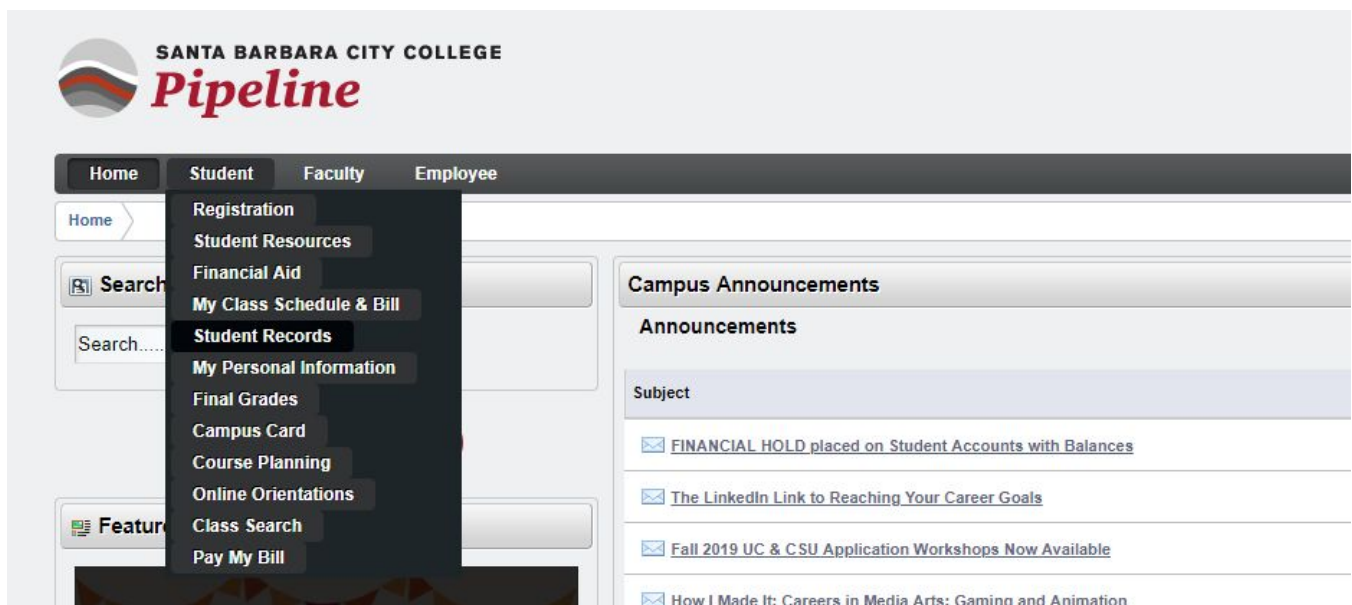 SANTA BARBARA CITY COLLEGE
Pipeline
Home Student Faculty Employee
Home
Registration
Student Resources
Financial Aid
My Class Schedule & Bill
Student Records
My Personal Information
Final Grades
Campus Card
Course Planning
Online Orientations
Class Search
Pay My Bill
Search
Search.....
Campus Announcements
Announcements
Subject
FINANCIAL HOLD placed on Student Accounts with Balances
The LinkedIn Link to Reaching Your Career Goals
Fall 2019 UC & CSU Application Workshops Now Available
How I Made It: Careers in Media Arts: Gaming and Animation